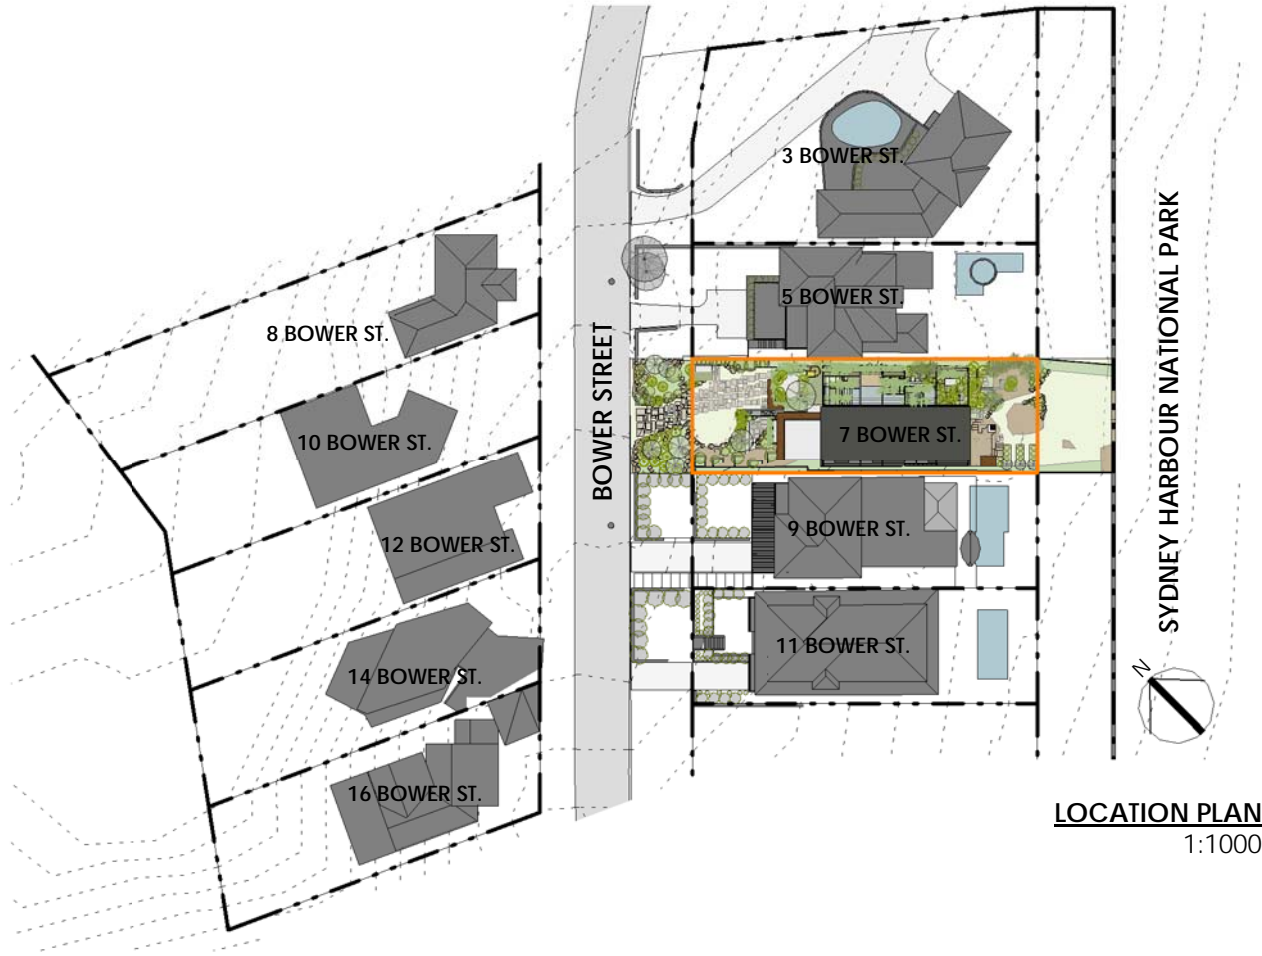 3 BOWER ST.
5 BOWER ST.
8 BOWER ST.
BOWER STREET
SYDNEY HARBOUR NATIONAL PARK
7 BOWER ST.
10 BOWER ST.
9 BOWER ST.
12 BOWER ST.
11 BOWER ST.
14 BOWER ST.
N
16 BOWER ST.
LOCATION PLAN
1:1000